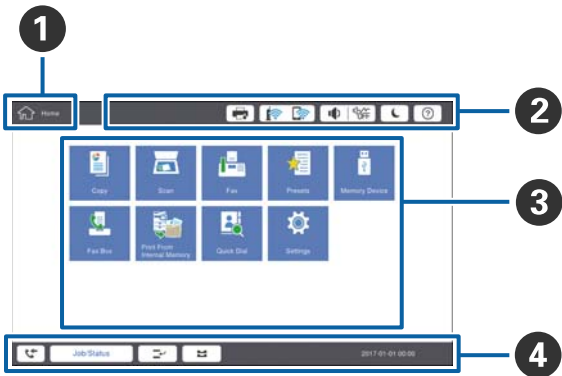 1
2
Home
?
Copy
Scan
Fax
Presets
Memory Device
3
Fax Box
Print From
Internal Memory
Quick Dial
Settings
Job/Status
2017-01-01 00:00
4